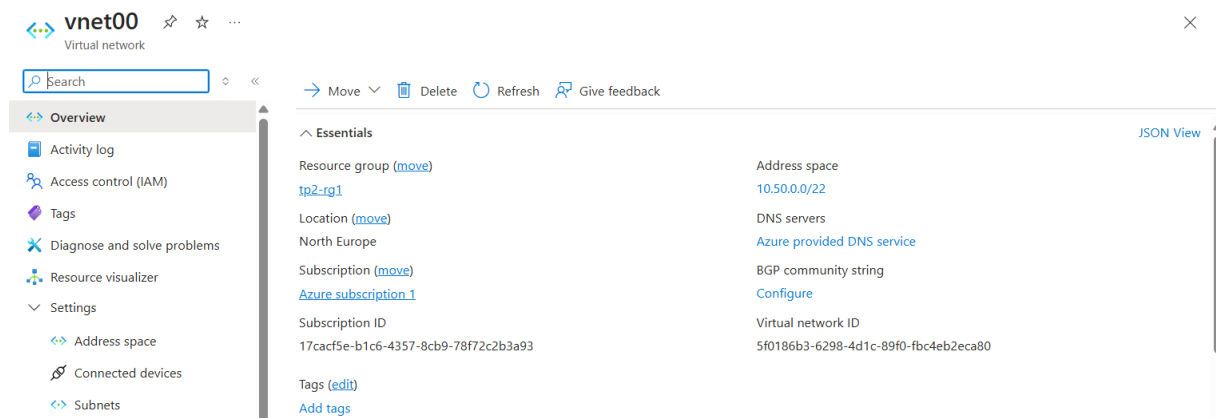 vnet00
Virtual network
Search
Overview
Activity log
Access control (IAM)
Tags
Diagnose and solve problems
Resource visualizer
Settings
Address space
Connected devices
Subnets
Move
Delete
Refresh
Give feedback
Essentials
JSON View
Resource group (move)
tp2-rg1
Location (move)
North Europe
Subscription (move)
Azure subscription 1
Subscription ID
17cacf5e-b1c6-4357-8cb9-78f72c2b3a93
Tags (edit)
Add tags
Address space
10.50.0.0/22
DNS servers
Azure provided DNS service
BGP community string
Configure
Virtual network ID
5f0186b3-6298-4d1c-89f0-fbc4eb2eca80